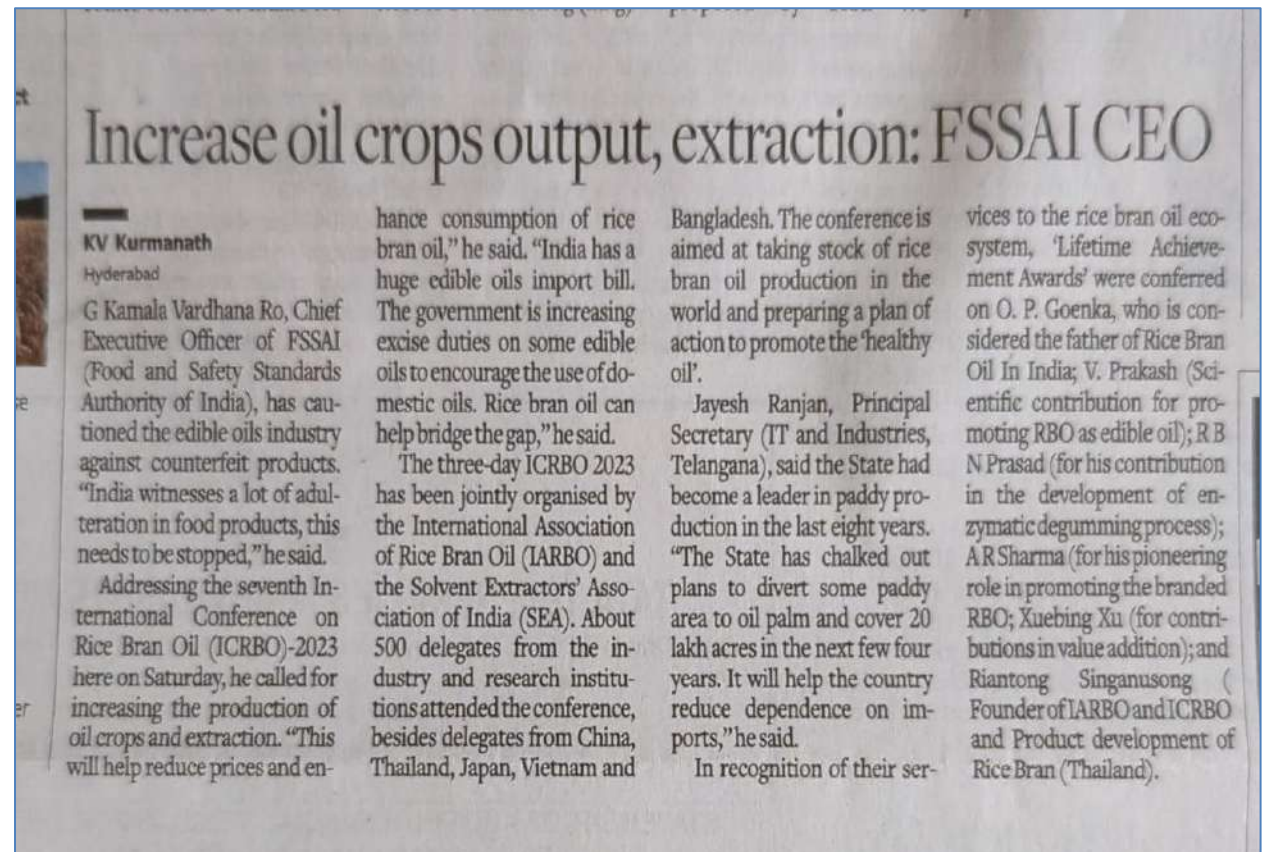 Increase oil crops output, extraction: FSSAI CEO
KV Kurmanath
Hyderabad
G Kamala Vardhana Ro, Chief
Executive Officer of FSSAI
(Food and Safety Standards
Authority of India), has cau-
tioned the edible oils industry
against counterfeit products.
“India witnesses a lot of adul-
teration in food products, this
needs to be stopped,” he said.
Addressing the seventh In-
ternational Conference on
Rice Bran Oil (ICRBO)-2023
here on Saturday, he called for
increasing the production of
oil crops and extraction. “This
will help reduce prices and en-
hance consumption of rice
bran oil,” he said. “India has a
huge edible oils import bill.
The government is increasing
excise duties on some edible
oils to encourage the use of do-
mestic oils. Rice bran oil can
help bridge the gap,” he said.
The three-day ICRBO 2023
has been jointly organised by
the International Association
of Rice Bran Oil (IARBO) and
the Solvent Extractors’ Asso-
ciation of India (SEA). About
500 delegates from the in-
dustry and research institu-
tions attended the conference,
besides delegates from China,
Thailand, Japan, Vietnam and
Bangladesh. The conference is
aimed at taking stock of rice
bran oil production in the
world and preparing a plan of
action to promote the ‘healthy
oil’.
Jayesh Ranjan, Principal
Secretary (IT and Industries,
Telangana), said the State had
become a leader in paddy pro-
duction in the last eight years.
“The State has chalked out
plans to divert some paddy
area to oil palm and cover 20
lakh acres in the next few four
years. It will help the country
reduce dependence on im-
ports,” he said.
In recognition of their ser-
vices to the rice bran oil eco-
system, ‘Lifetime Achieve-
ment Awards’ were conferred
on O. P. Goenka, who is con-
sidered the father of Rice Bran
Oil In India; V. Prakash (Sci-
entific contribution for pro-
moting RBO as edible oil); R B
N Prasad (for his contribution
in the development of en-
zymatic degumming process);
A R Sharma (for his pioneering
role in promoting the branded
RBO; Xuebing Xu (for contri-
butions in value addition); and
Riantong Singanusong (
Founder of IARBO and ICRBO
and Product development of
Rice Bran (Thailand).